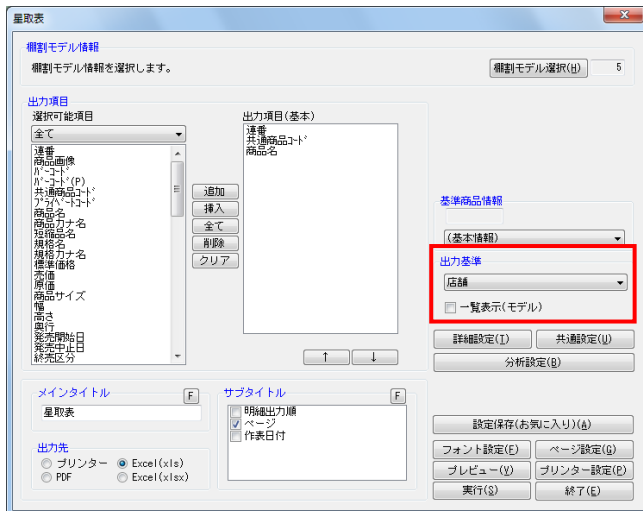 星取表
棚割モデル情報
棚割モデル情報を選択します。
棚割モデル選択(H)
5
出力項目
選択可能項目
全て
連番
商品画像
バーコード
バーコード(P)
共通商品コード
プライベートコード
商品名
商品カナ名
短縮品名
規格名
規格カナ名
標準価格
売価
原価
商品サイズ
幅
高さ
奥行
発売開始日
発売中止日
終売区分
追加
挿入
全て
削除
クリア
出力項目(基本)
連番
共通商品コード
商品名
↑
↓
基準商品情報
(基本情報)
出力基準
店舗
一覧表示(モデル)
詳細設定(I)
共通設定(U)
分析設定(B)
メインタイトル
F
星取表
出力先
プリンター
Excel(xls)
PDF
Excel(xlsx)
サブタイトル
F
明細出力順
ページ
作表日付
設定保存(お気に入り)(A)
フォント設定(F)
ページ設定(G)
プレビュー(V)
プリンター設定(P)
実行(S)
終了(E)